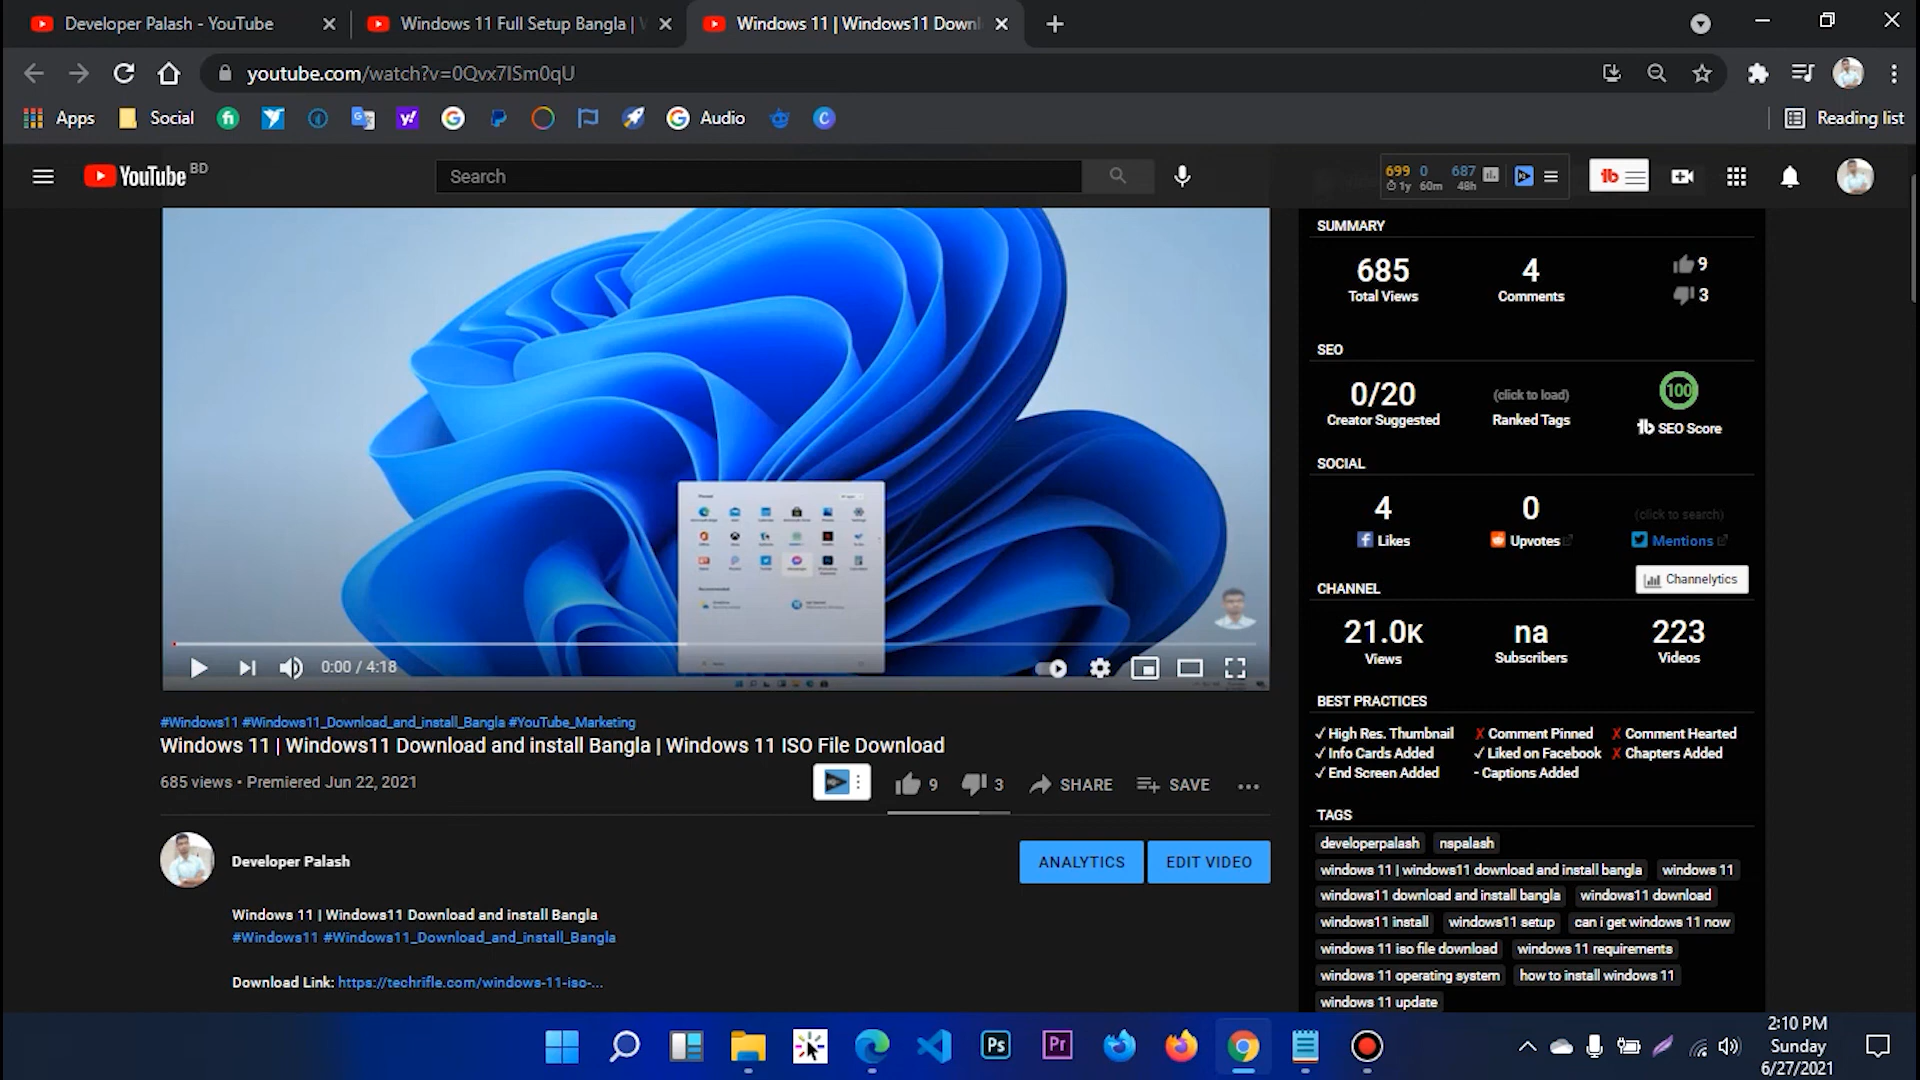 Developer Palash - YouTube
Windows 11 Full Setup Bangla |
Windows 11 | Windows11 Downl
youtube.com/watch?v=0Qvx7ISm0qU
Apps
Social
Audio
Reading list
YouTube BD
Search
699 0 687
1y 60m 48h
SUMMARY
685 4 9
Total Views Comments 3
SEO
0/20 (click to load) 100
Creator Suggested Ranked Tags SEO Score
SOCIAL
4 0 (click to search)
Likes Upvotes Mentions
Channelytics
CHANNEL
21.0K na 223
Views Subscribers Videos
BEST PRACTICES
✓ High Res. Thumbnail ✗ Comment Pinned ✗ Comment Hearted
✓ Info Cards Added ✓ Liked on Facebook ✗ Chapters Added
✓ End Screen Added - Captions Added
TAGS
developerpalash nspalash
windows 11 | windows11 download and install bangla windows 11
windows11 download and install bangla windows11 download
windows11 install windows11 setup can i get windows 11 now
windows 11 iso file download windows 11 requirements
windows 11 operating system how to install windows 11
windows 11 update
0:00 / 4:18
#Windows11 #Windows11_Download_and_install_Bangla #YouTube_Marketing
Windows 11 | Windows11 Download and install Bangla | Windows 11 ISO File Download
685 views • Premiered Jun 22, 2021
9 3 SHARE SAVE
Developer Palash
ANALYTICS EDIT VIDEO
Windows 11 | Windows11 Download and install Bangla
#Windows11 #Windows11_Download_and_install_Bangla
Download Link: https://techrifle.com/windows-11-iso-...
Ps
Pr
2:10 PM
Sunday
6/27/2021